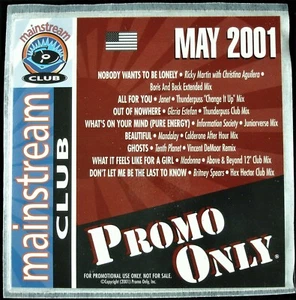 mainstream
P
CLUB
MAY 2001
NOBODY WANTS TO BE LONELY • Ricky Martin with Christina Aguilera •
Boris And Beck Extended Mix
ALL FOR YOU • Janet • Thunderpuss "Change It Up" Mix
OUT OF NOWHERE • Gloria Estefan • Thunderpuss Club Mix
WHAT'S ON YOUR MIND (PURE ENERGY) • Information Society • Juniorverse Mix
BEAUTIFUL • Mandalay • Calderone After Hour Mix
GHOSTS • Tenth Planet • Vincent DeMoor Remix
WHAT IT FEELS LIKE FOR A GIRL • Madonna • Above & Beyond 12' Club Mix
DON'T LET ME BE THE LAST TO KNOW • Britney Spears • Hex Hector Club Mix
mainstream
CLUB
PROMO
ONLY®
FOR PROMOTIONAL USE ONLY, NOT FOR SALE.
©Copyright (2001) Promo Only, Inc.